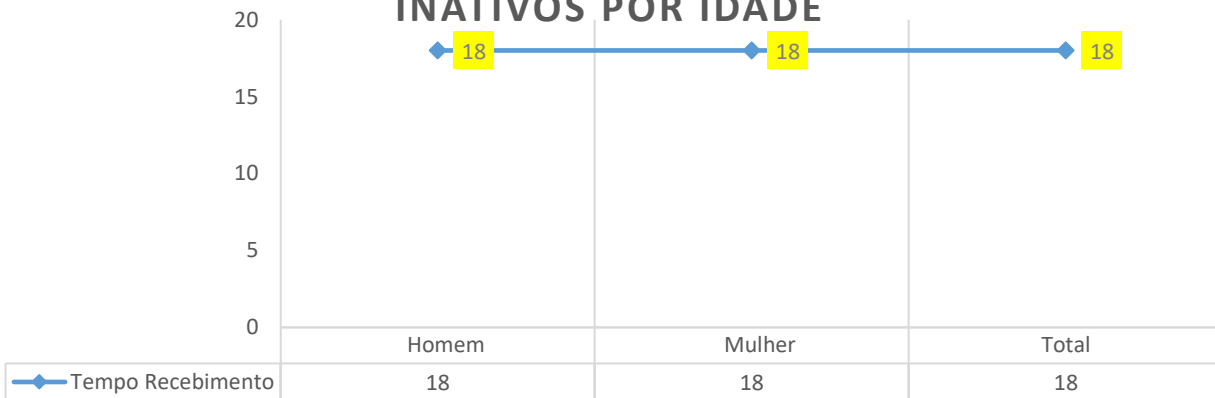 INATIVOS POR IDADE
20
18 18 18
15
10
5
0
Homem Mulher Total
Tempo Recebimento 18 18 18